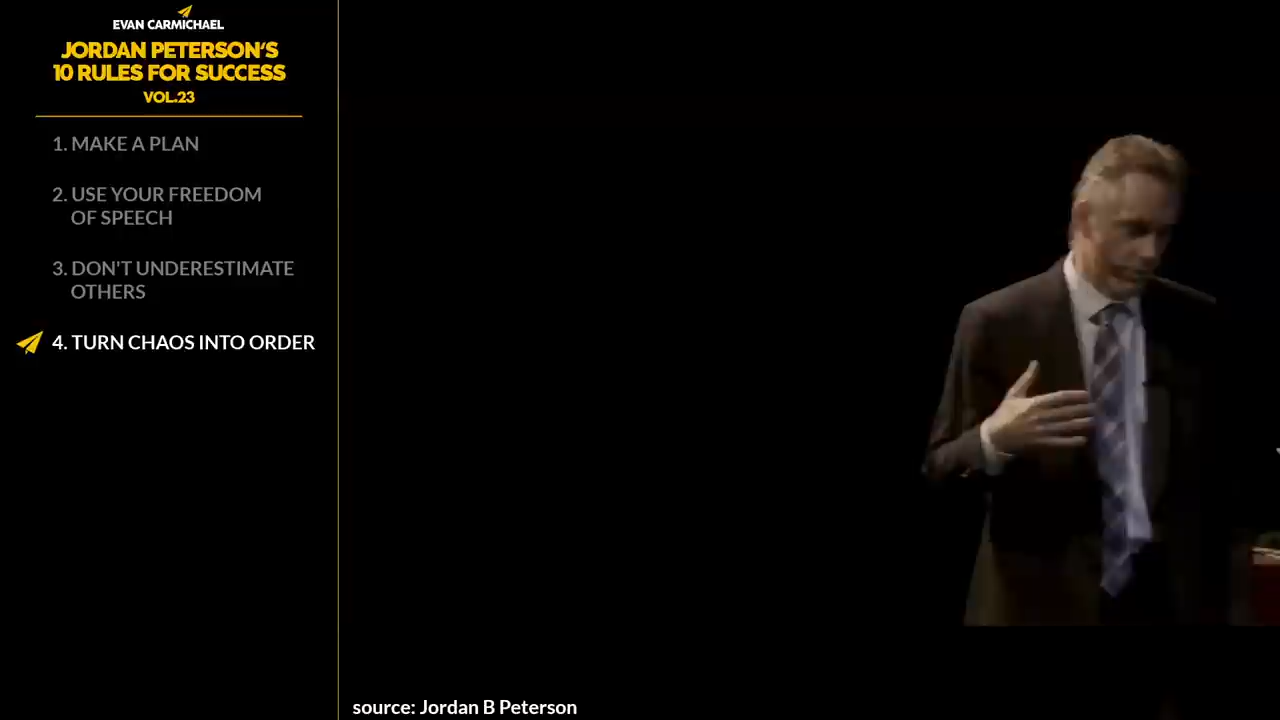 EVAN CARMICHAEL
JORDAN PETERSON'S
10 RULES FOR SUCCESS
VOL.23
1. MAKE A PLAN
2. USE YOUR FREEDOM
OF SPEECH
3. DON'T UNDERESTIMATE
OTHERS
4. TURN CHAOS INTO ORDER
source: Jordan B Peterson